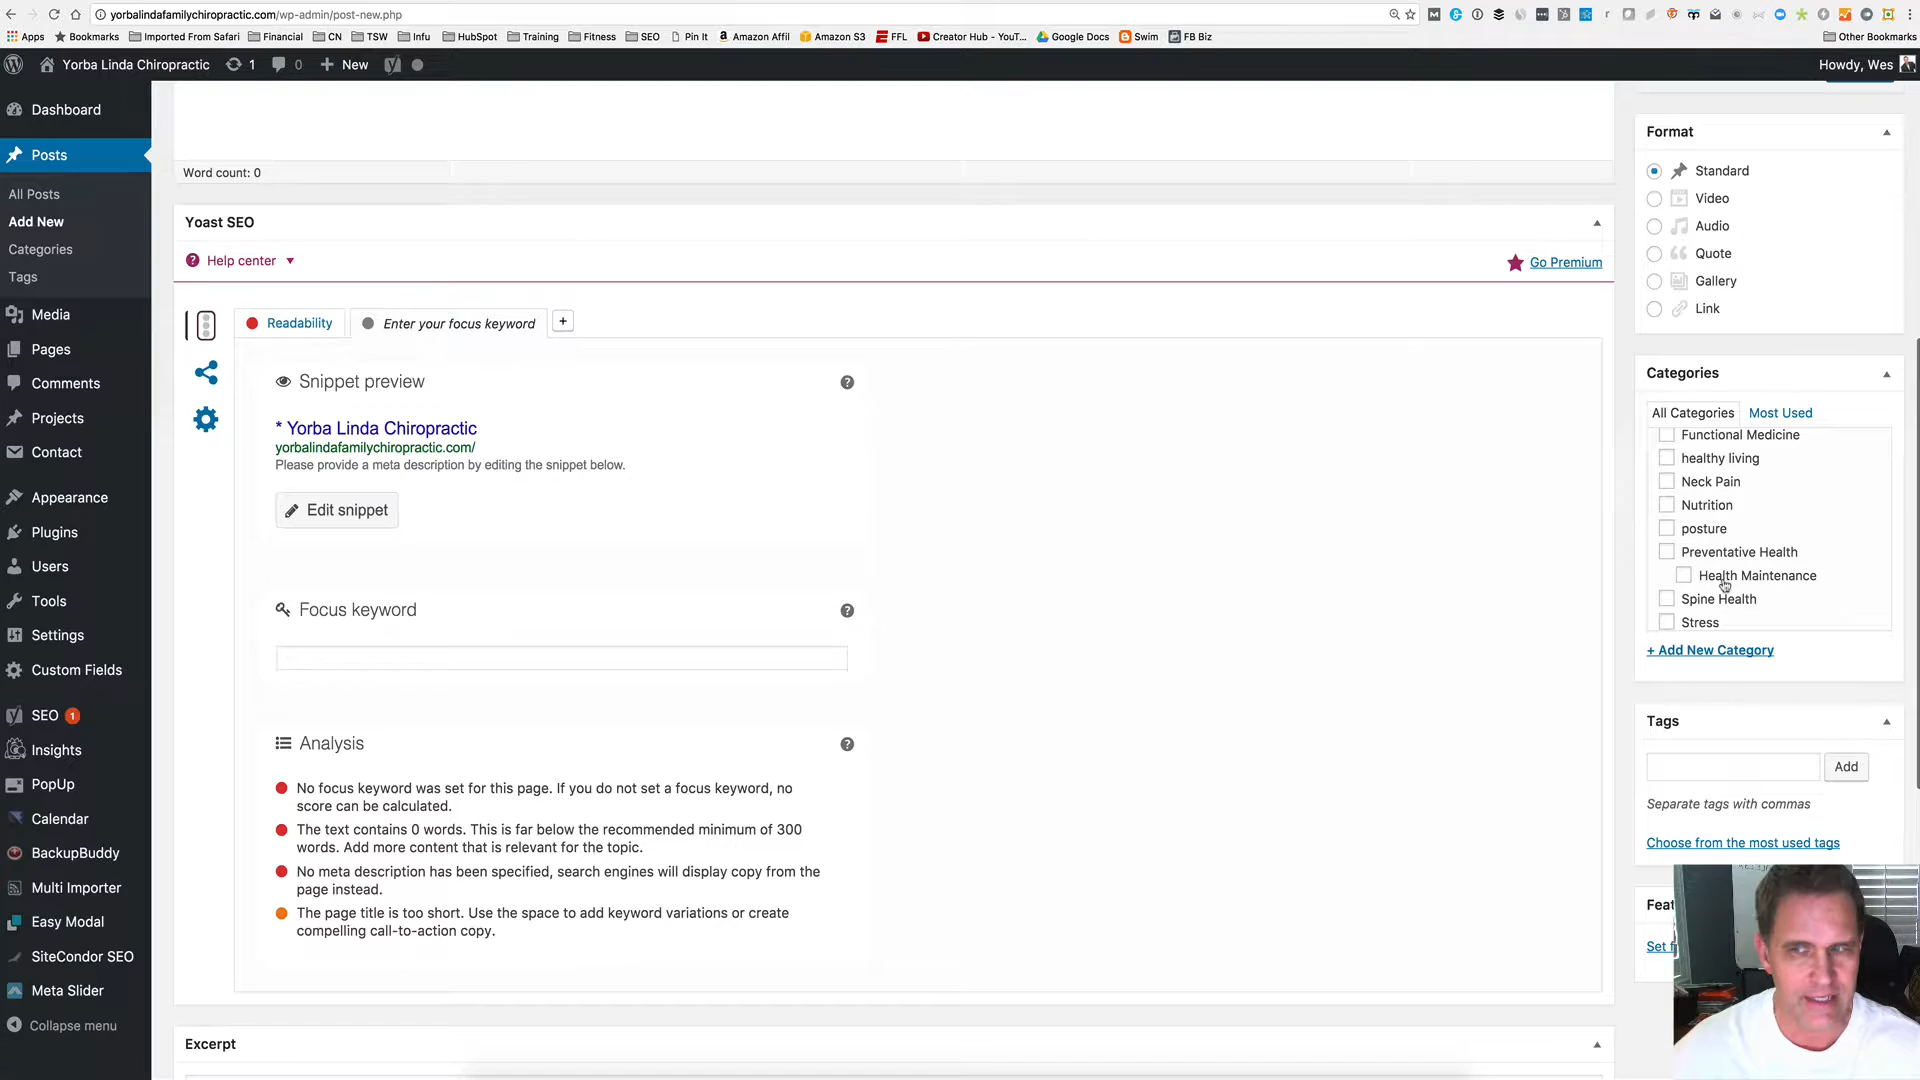 yorbalindafamilychiropractic.com/wp-admin/post-new.php
Apps Bookmarks Imported From Safari Financial CN TSW Infu HubSpot Training Fitness SEO Pin It Amazon Affil Amazon S3 FFL Creator Hub - YouT... Google Docs Swim FB Biz Other Bookmarks
Yorba Linda Chiropractic 1 0 New Howdy, Wes
Dashboard
Posts
All Posts
Add New
Categories
Tags
Media
Pages
Comments
Projects
Contact
Appearance
Plugins
Users
Tools
Settings
Custom Fields
SEO 1
Insights
PopUp
Calendar
BackupBuddy
Multi Importer
Easy Modal
SiteCondor SEO
Meta Slider
Collapse menu
Word count: 0
Yoast SEO
Help center
Go Premium
Readability
Enter your focus keyword
+
Snippet preview
* Yorba Linda Chiropractic
yorbalindafamilychiropractic.com/
Please provide a meta description by editing the snippet below.
Edit snippet
Focus keyword
Analysis
No focus keyword was set for this page. If you do not set a focus keyword, no
score can be calculated.
The text contains 0 words. This is far below the recommended minimum of 300
words. Add more content that is relevant for the topic.
No meta description has been specified, search engines will display copy from the
page instead.
The page title is too short. Use the space to add keyword variations or create
compelling call-to-action copy.
Excerpt
Format
Standard
Video
Audio
Quote
Gallery
Link
Categories
All Categories Most Used
Functional Medicine
healthy living
Neck Pain
Nutrition
posture
Preventative Health
Health Maintenance
Spine Health
Stress
+ Add New Category
Tags
Add
Separate tags with commas
Choose from the most used tags
Feat
Set f